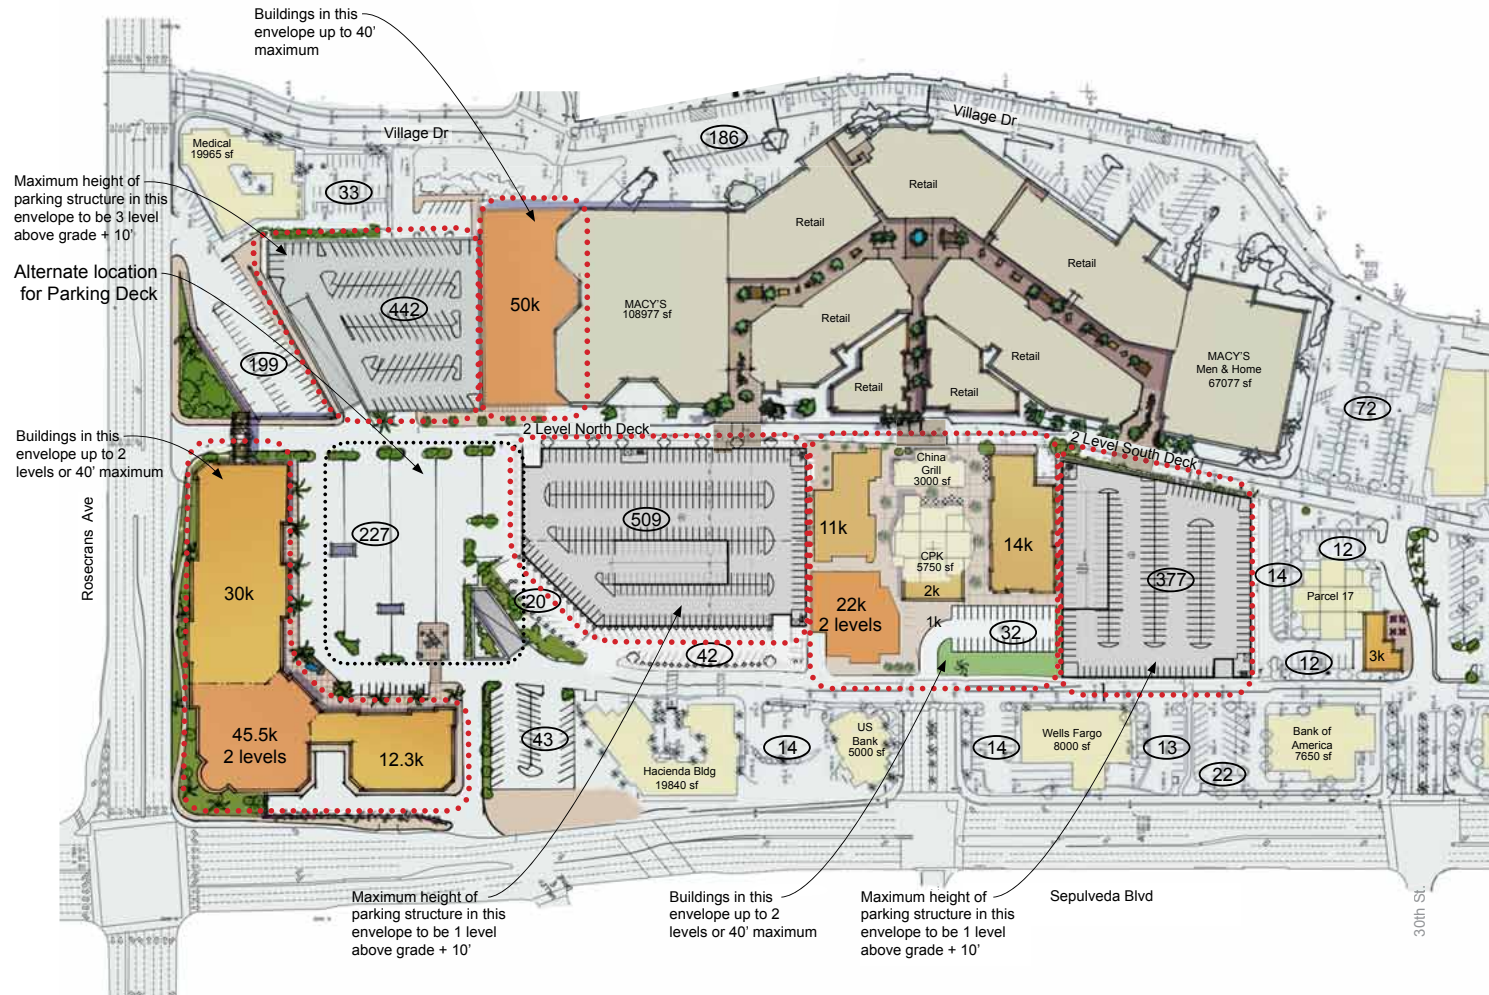 Buildings in this
envelope up to 40'
maximum
Village Dr
Village Dr
186
Medical
19965 sf
33
Maximum height of
parking structure in this
envelope to be 3 level
above grade + 10'
Alternate location
for Parking Deck
442
50k
199
MACY'S
108977 sf
Retail
Retail
Retail
Retail
Retail
Retail
Retail
MACY'S
Men & Home
67077 sf
72
Buildings in this
envelope up to 2
levels or 40' maximum
2 Level North Deck
2 Level South Deck
Rosecrans Ave
227
509
20
42
30k
45.5k
2 levels
12.3k
43
11k
China
Grill
3000 sf
CPK
5750 sf
14k
2k
22k
2 levels
1k
32
377
12
14
Parcel 17
12
3k
Hacienda Bldg
19840 sf
14
US
Bank
5000 sf
14
Wells Fargo
8000 sf
13
22
Bank of
America
7650 sf
Maximum height of
parking structure in this
envelope to be 1 level
above grade + 10'
Buildings in this
envelope up to 2
levels or 40' maximum
Maximum height of
parking structure in this
envelope to be 1 level
above grade + 10'
Sepulveda Blvd
30th St.